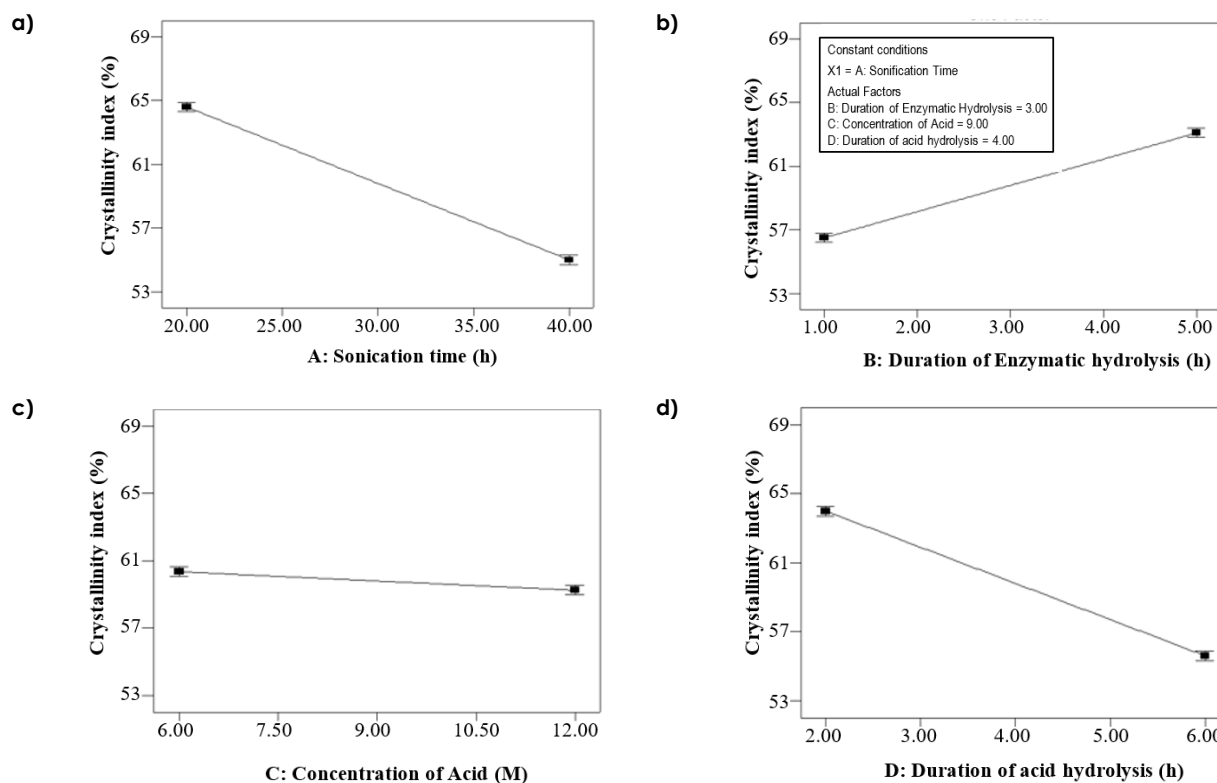 a)
69
65
61
57
53
Crystallinity index (%)
20.00 25.00 30.00 35.00 40.00
A: Sonication time (h)
b)
69
65
61
57
53
Crystallinity index (%)
Constant conditions
X1 = A: Sonification Time
Actual Factors
B: Duration of Enzymatic Hydrolysis = 3.00
C: Concentration of Acid = 9.00
D: Duration of acid hydrolysis = 4.00
1.00 2.00 3.00 4.00 5.00
B: Duration of Enzymatic hydrolysis (h)
c)
69
65
61
57
53
Crystallinity index (%)
6.00 7.50 9.00 10.50 12.00
C: Concentration of Acid (M)
d)
69
65
61
57
53
Crystallinity index (%)
2.00 3.00 4.00 5.00 6.00
D: Duration of acid hydrolysis (h)